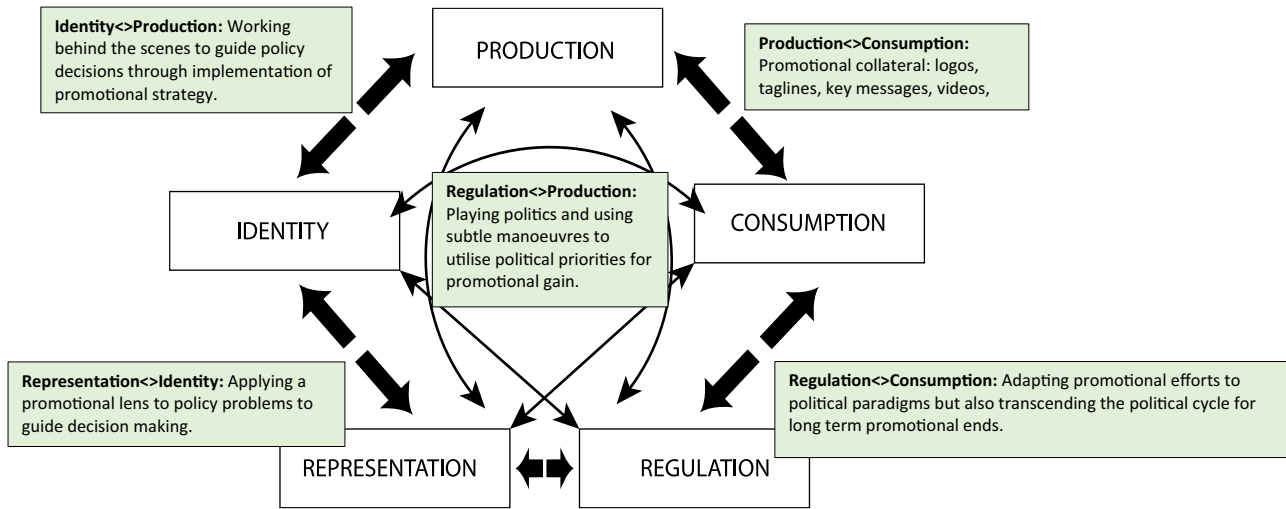 Identity<>Production: Working
behind the scenes to guide policy
decisions through implementation of
promotional strategy.
PRODUCTION
Production<>Consumption:
Promotional collateral: logos,
taglines, key messages, videos,
IDENTITY
Regulation<>Production:
Playing politics and using
subtle manoeuvres to
utilise political priorities for
promotional gain.
CONSUMPTION
Representation<>Identity: Applying a
promotional lens to policy problems to
guide decision making.
Regulation<>Consumption: Adapting promotional efforts to
political paradigms but also transcending the political cycle for
long term promotional ends.
REPRESENTATION
REGULATION